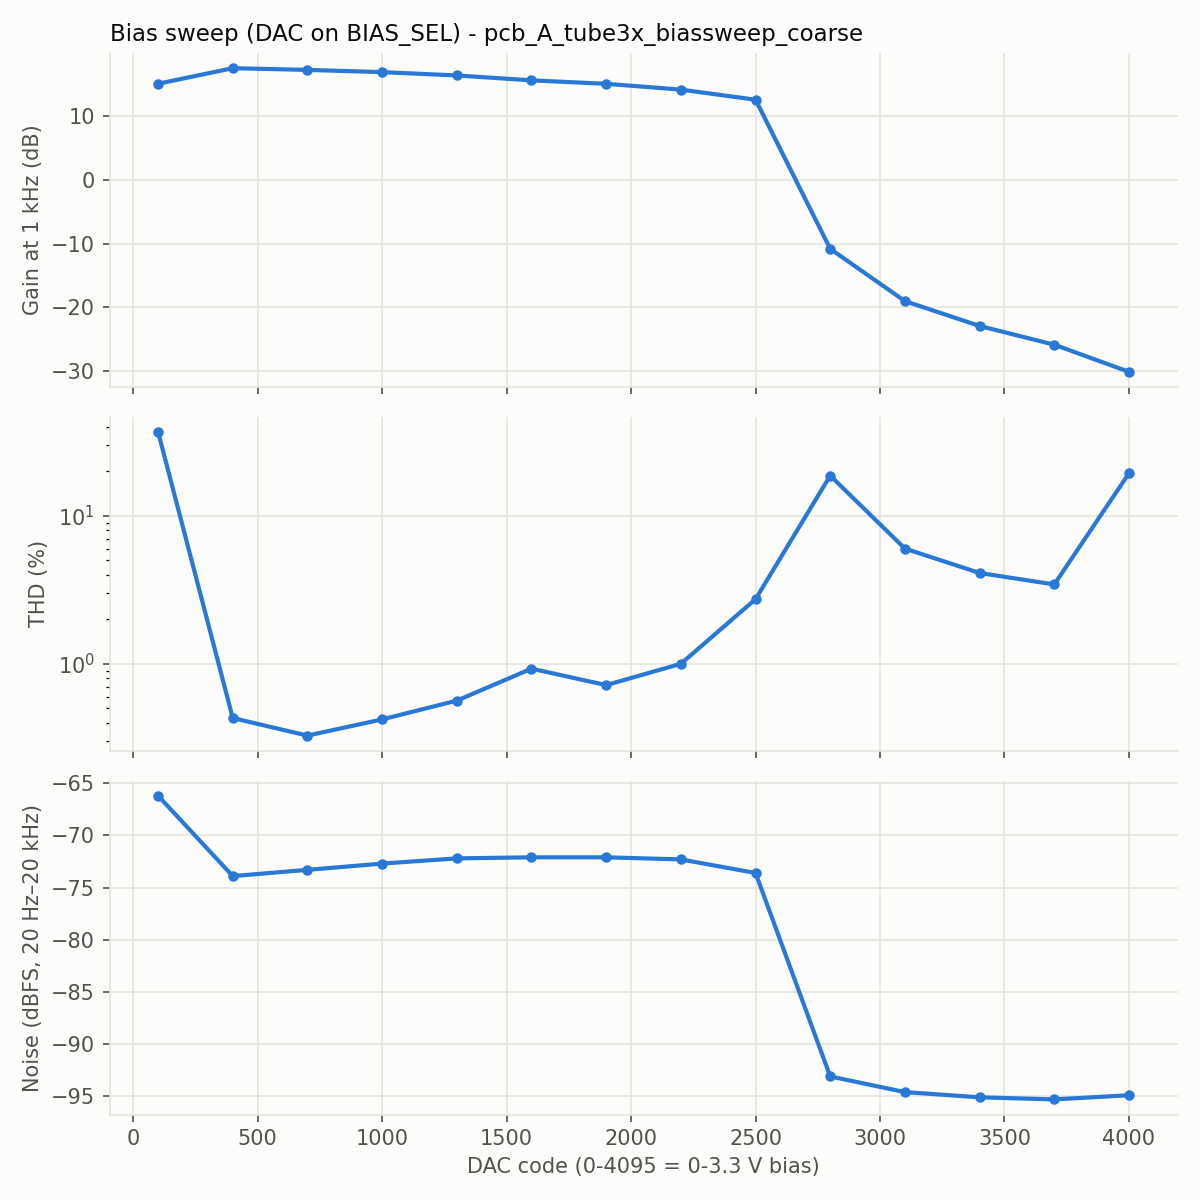 Bias sweep (DAC on BIAS_SEL) - pcb_A_tube3x_biassweep_coarse
Gain at 1 kHz (dB)
10
0
−10
−20
−30
THD (%)
10¹
10⁰
Noise (dBFS, 20 Hz–20 kHz)
−65
−70
−75
−80
−85
−90
−95
0 500 1000 1500 2000 2500 3000 3500 4000
DAC code (0-4095 = 0-3.3 V bias)